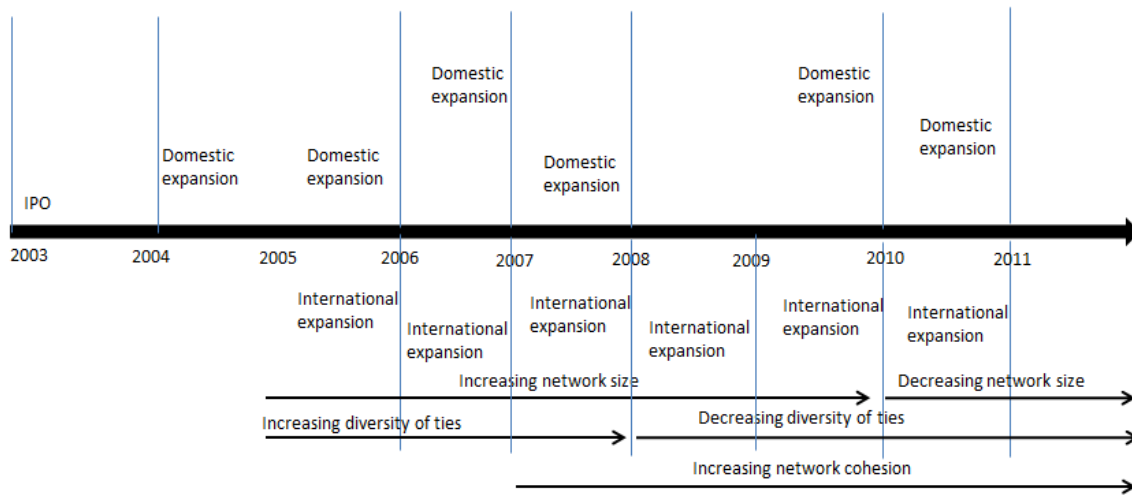 Domestic
expansion
Domestic
expansion
Domestic
expansion
Domestic
expansion
Domestic
expansion
Domestic
expansion
IPO
2003
2004
2005
2006
2007
2008
2009
2010
2011
International
expansion
International
expansion
International
expansion
International
expansion
International
expansion
International
expansion
Increasing network size
Decreasing network size
Increasing diversity of ties
Decreasing diversity of ties
Increasing network cohesion